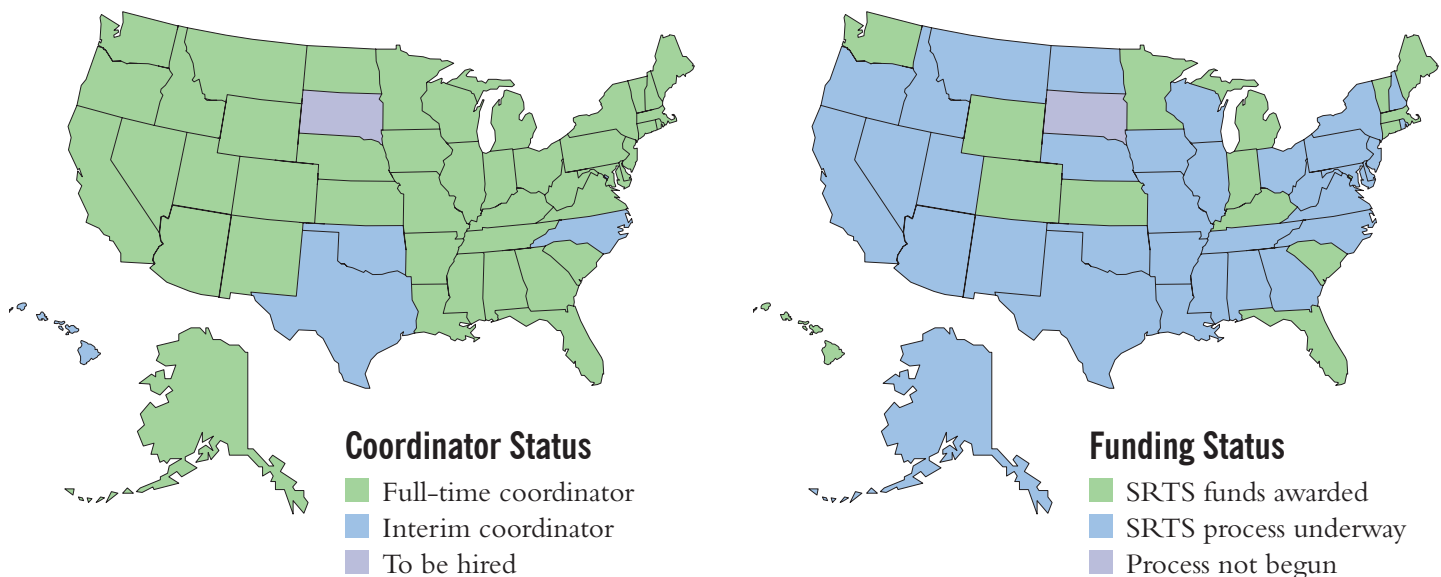 Coordinator Status
Full-time coordinator
Interim coordinator
To be hired
Funding Status
SRTS funds awarded
SRTS process underway
Process not begun